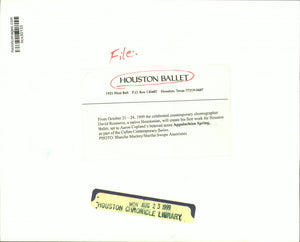 File:
HOUSTON BALLET
1921 West Bell P.O. Box 130487 Houston, Texas 77219-0487
From October 21 - 24, 1999 the celebrated contemporary choreographer
David Rousseve, a native Houstonian, will create his first work for Houston
Ballet, set to Aaron Copland's beloved score Appalachian Spring,
as part of the Cullen Contemporary Series.
PHOTO: Blanche Mackey/Martha Swope Associates
MON AUG 23 1999
HOUSTON CHRONICLE LIBRARY